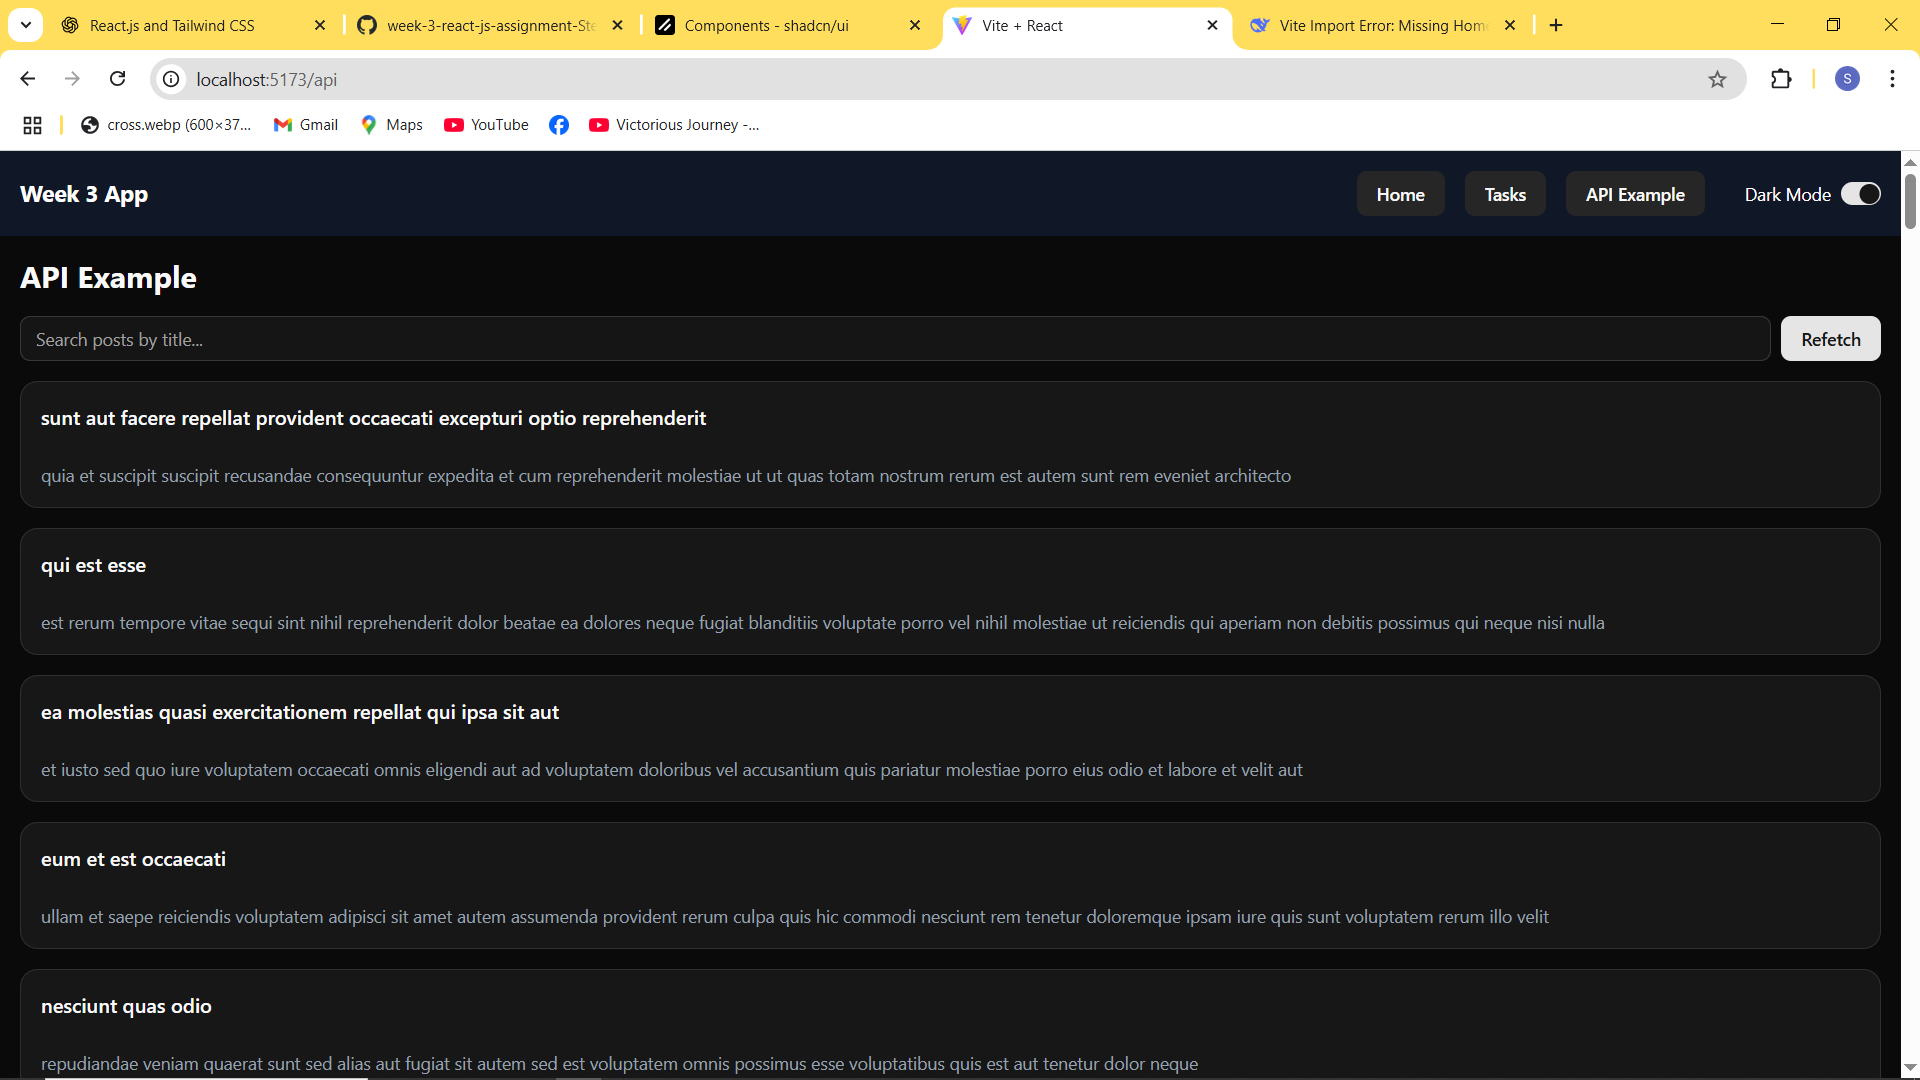 React.js and Tailwind CSS
week-3-react-js-assignment-Ste
Components - shadcn/ui
Vite + React
Vite Import Error: Missing Home
localhost:5173/api
S
cross.webp (600×37...
Gmail
Maps
YouTube
Victorious Journey -...
Week 3 App
Home
Tasks
API Example
Dark Mode
API Example
Search posts by title...
Refetch
sunt aut facere repellat provident occaecati excepturi optio reprehenderit
quia et suscipit suscipit recusandae consequuntur expedita et cum reprehenderit molestiae ut ut quas totam nostrum rerum est autem sunt rem eveniet architecto
qui est esse
est rerum tempore vitae sequi sint nihil reprehenderit dolor beatae ea dolores neque fugiat blanditiis voluptate porro vel nihil molestiae ut reiciendis qui aperiam non debitis possimus qui neque nisi nulla
ea molestias quasi exercitationem repellat qui ipsa sit aut
et iusto sed quo iure voluptatem occaecati omnis eligendi aut ad voluptatem doloribus vel accusantium quis pariatur molestiae porro eius odio et labore et velit aut
eum et est occaecati
ullam et saepe reiciendis voluptatem adipisci sit amet autem assumenda provident rerum culpa quis hic commodi nesciunt rem tenetur doloremque ipsam iure quis sunt voluptatem rerum illo velit
nesciunt quas odio
repudiandae veniam quaerat sunt sed alias aut fugiat sit autem sed est voluptatem omnis possimus esse voluptatibus quis est aut tenetur dolor neque